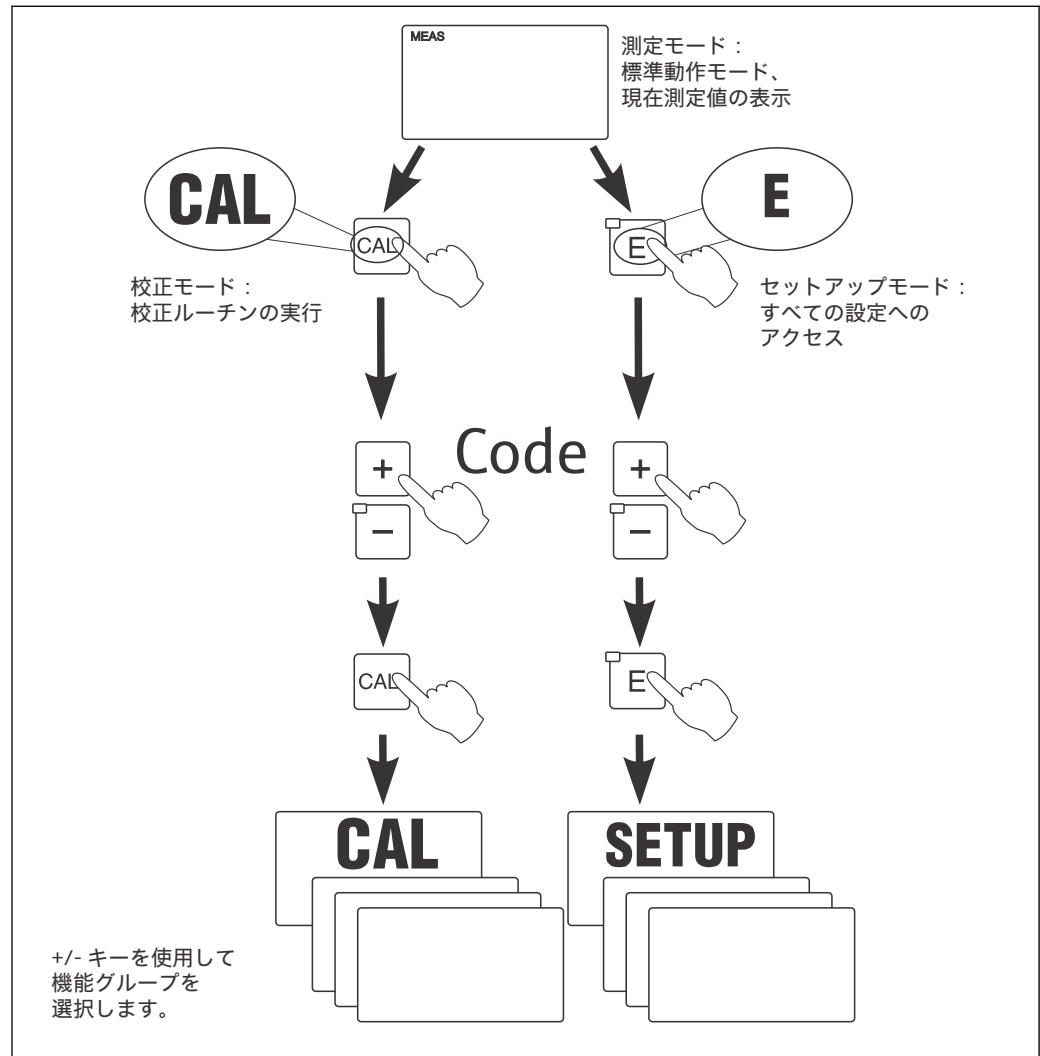 MEAS
測定モード：
標準動作モード、
現在測定値の表示
CAL
E
CAL
E
校正モード：
校正ルーチンの実行
セットアップモード：
すべての設定への
アクセス
Code
+
+
−
−
CAL
E
CAL
SETUP
+/- キーを使用して
機能グループを
選択します。